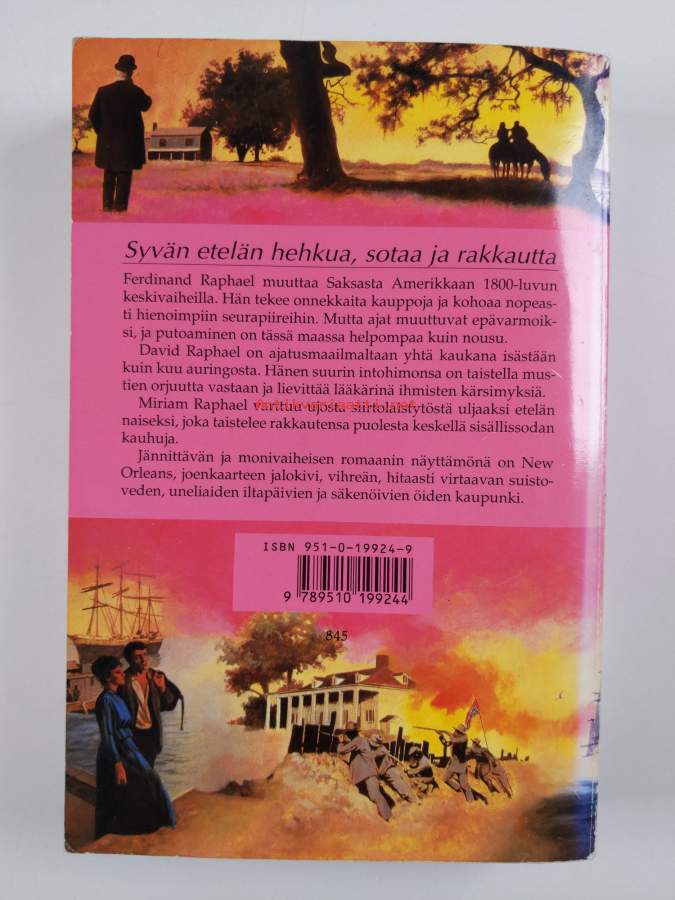 Syvän etelän hehkua, sotaa ja rakkautta
Ferdinand Raphael muuttaa Saksasta Amerikkaan 1800-luvun
keskivaiheilla. Hän tekee onnekkaita kauppoja ja kohoaa nopeas-
ti hienoimpiin seurapiireihin. Mutta ajat muuttuvat epävarmoik-
si, ja putoaminen on tässä maassa helpompaa kuin nousu.
David Raphael on ajatusmaailmaltaan yhtä kaukana isästään
kuin kuu auringosta. Hänen suurin intohimonsa on taistella mus-
tien orjuutta vastaan ja lievittää lääkärinä ihmisten kärsimyksiä.
Miriam Raphael varttuu ujosta siirtolaistytöstä uljaaksi etelän
naiseksi, joka taistelee rakkautensa puolesta keskellä sisällissodan
kauhuja.
Jännittävän ja monivaiheisen romaanin näyttämönä on New
Orleans, joenkaarteen jalokivi, vihreän, hitaasti virtaavan suisto-
veden, uneliaiden iltapäivien ja säkenöivien öiden kaupunki.
ISBN 951-0-19924-9
9 789510 199244
845